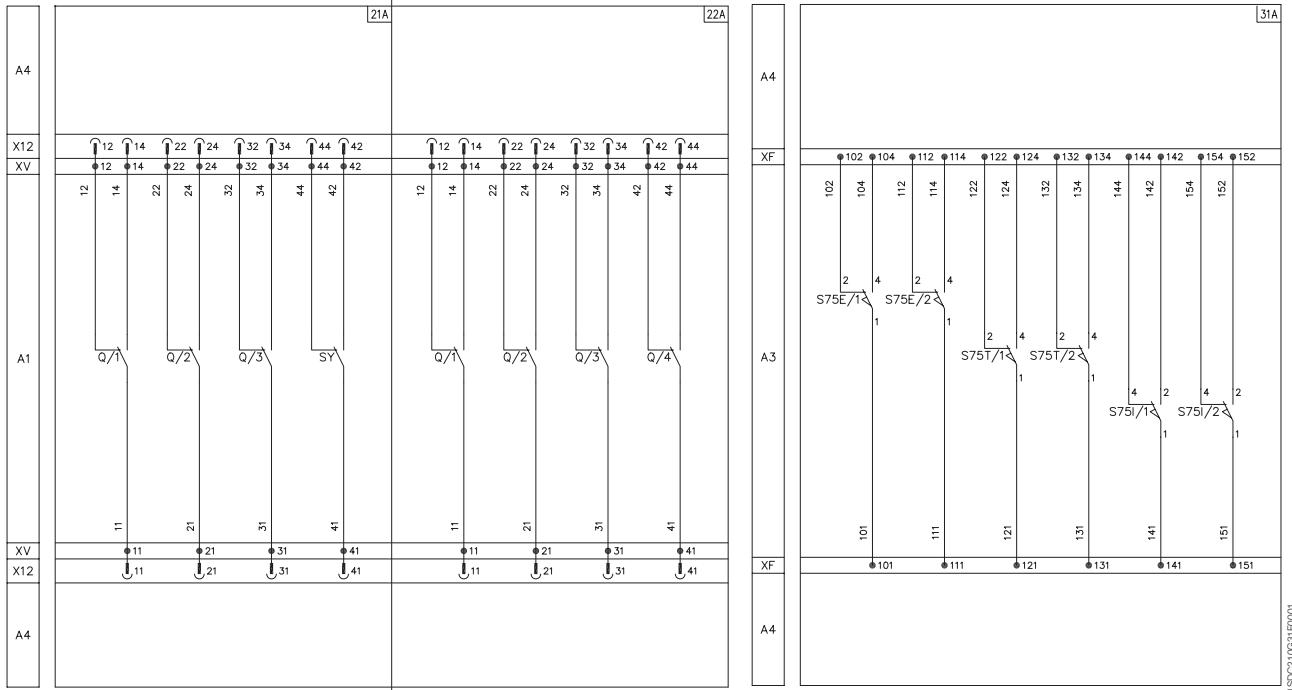 21A
22A
31A
A4
A4
X12
12 14 22 24 32 34 44 42
12 14 22 24 32 34 42 44
XV
12 14 22 24 32 34 44 42
12 14 22 24 32 34 42 44
XF
102 104 112 114 122 124 132 134 144 142 154 152
12 14 22 24 32 34 44 42
12 14 22 24 32 34 42 44
102 104 112 114 122 124 132 134 144 142 154 152
2 4 2 4
S75E/1 S75E/2
1 1
2 4 2 4
A1
Q/1 Q/2 Q/3 SY
Q/1 Q/2 Q/3 Q/4
A3
S75T/1 S75T/2
1 1
4 2 4 2
S75I/1 S75I/2
1 1
11 21 31 41
11 21 31 41
101 111 121 131 141 151
XV
11 21 31 41
11 21 31 41
XF
101 111 121 131 141 151
X12
11 21 31 41
11 21 31 41
A4
A4
1SDC210G31F0001